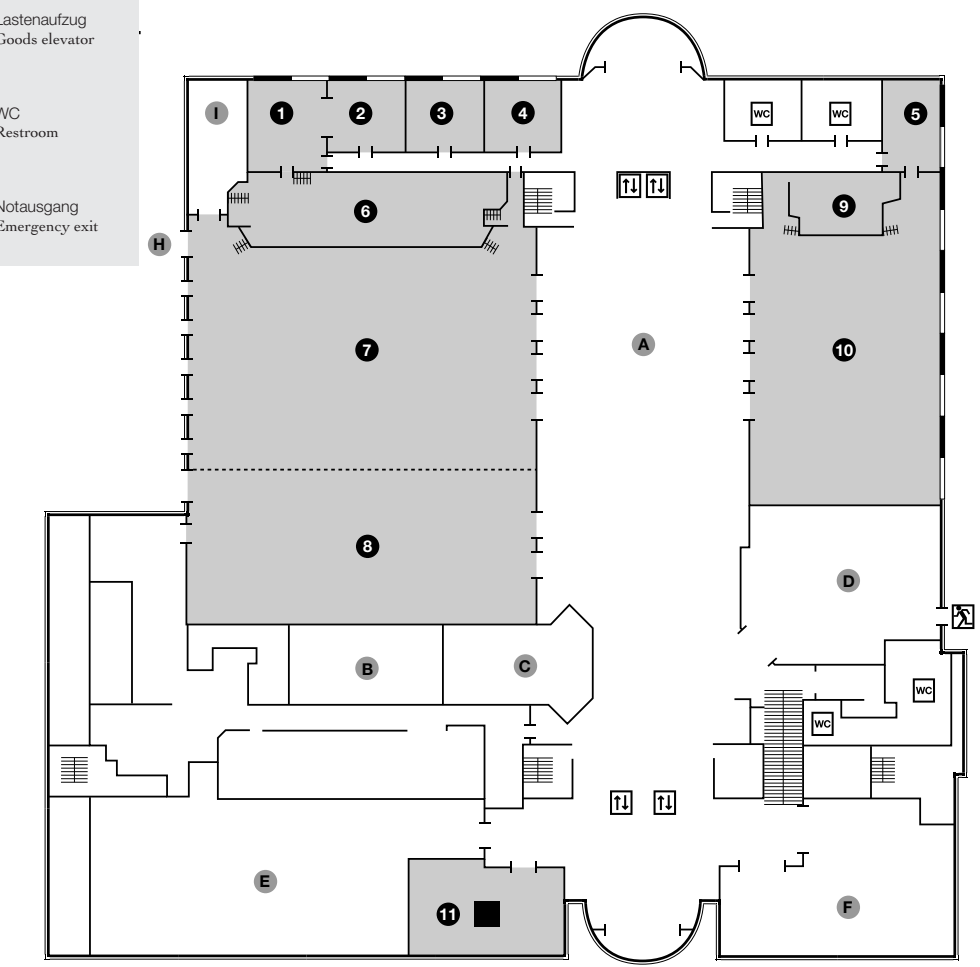 Lastenaufzug
Goods elevator
WC
Restroom
Notausgang
Emergency exit
I
1
2
3
4
WC
WC
5
6
9
H
A
7
10
8
D
B
C
WC
WC
E
F
11